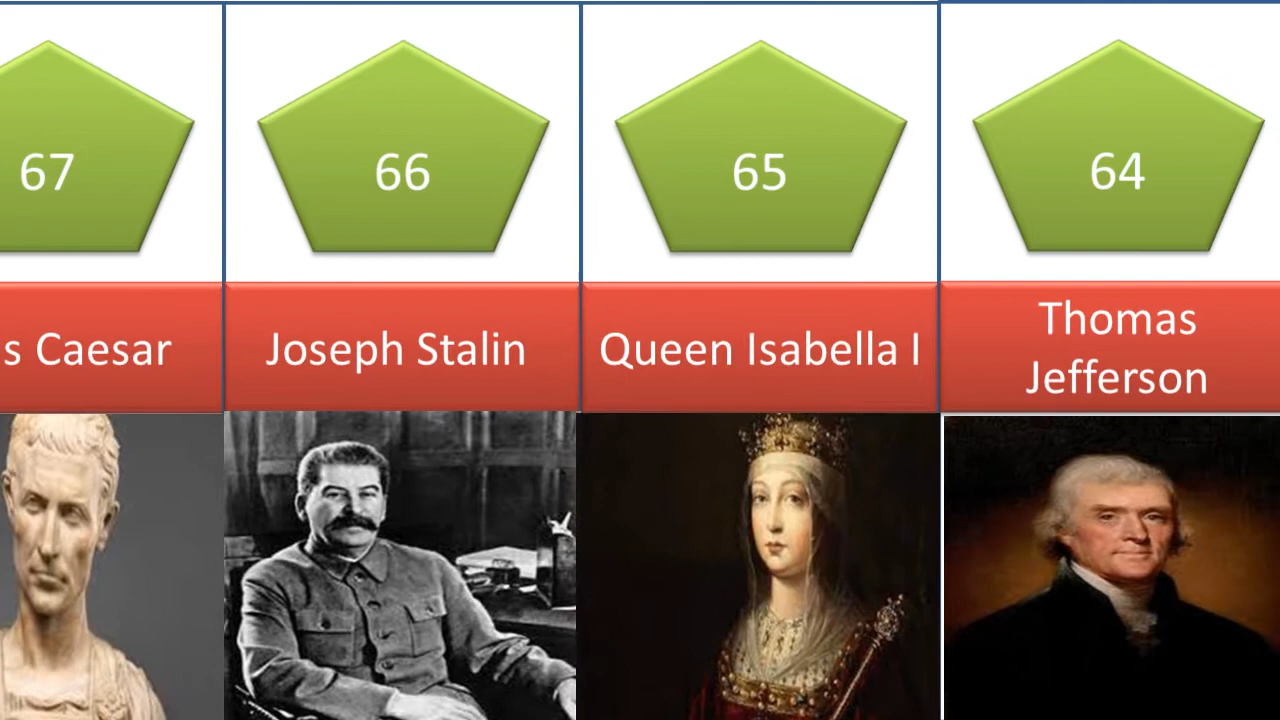 67
66
65
64
s Caesar
Joseph Stalin
Queen Isabella I
Thomas
Jefferson